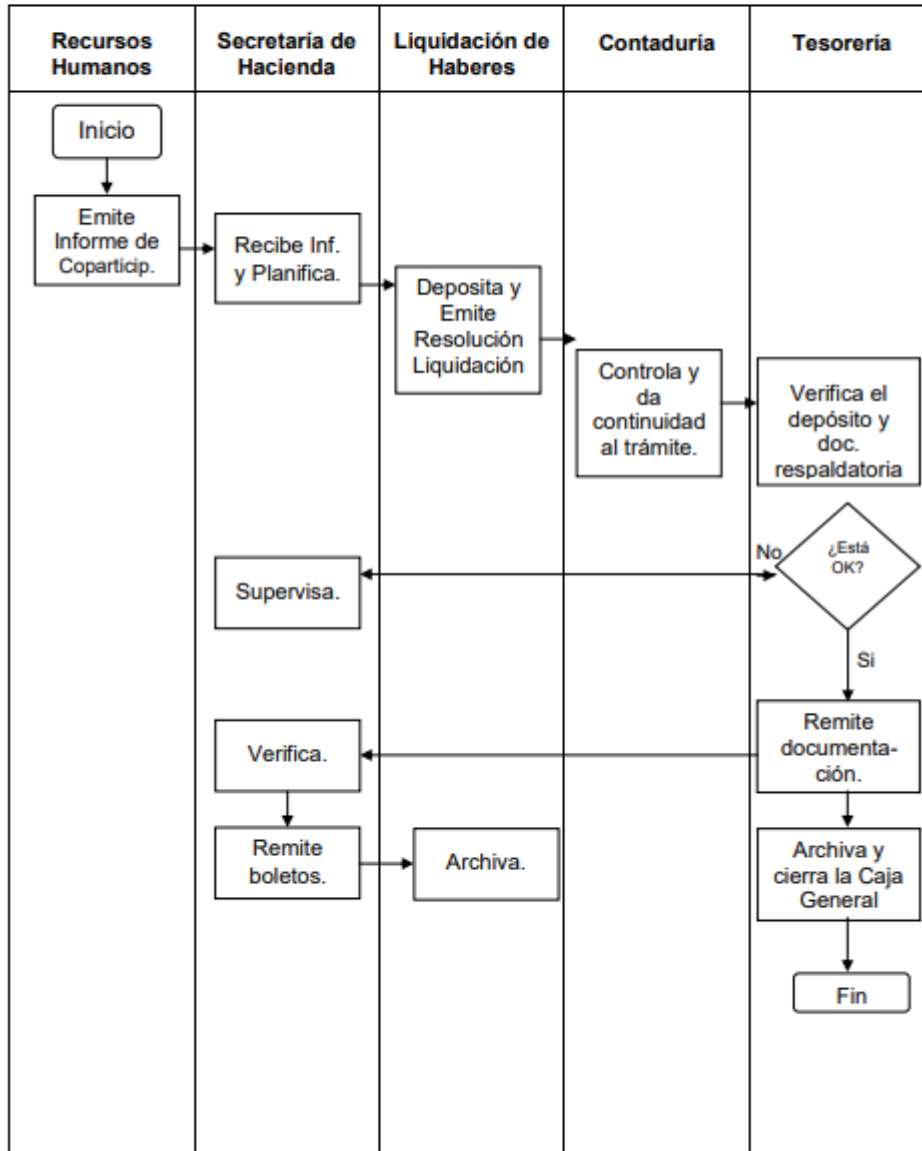 Recursos
Humanos
Secretaría de
Hacienda
Liquidación de
Haberes
Contaduría
Tesorería
Inicio
Emite
Informe de
Coparticip.
Recibe Inf.
y Planifica.
Deposita y
Emite
Resolución
Liquidación
Controla y
da
continuidad
al trámite.
Verifica el
depósito y
doc.
respaldatoria
¿Está
OK?
No
Supervisa.
Si
Remite
documenta-
ción.
Verifica.
Remite
boletos.
Archiva.
Archiva y
cierra la Caja
General
Fin